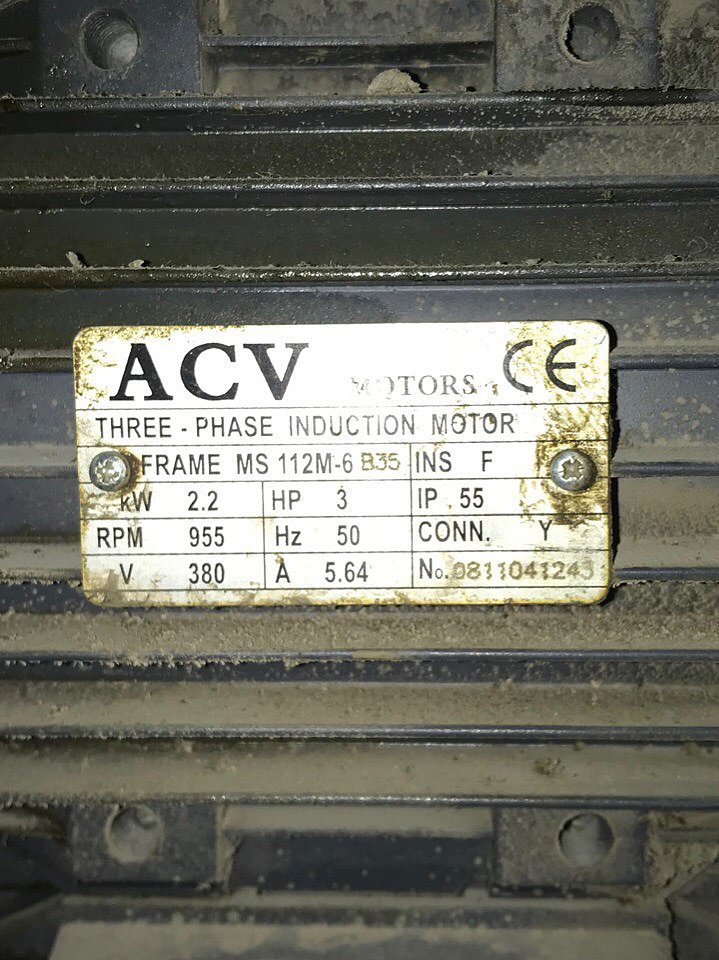 ACV MOTORS CE
THREE - PHASE INDUCTION MOTOR
FRAME MS 112M-6 B35 INS F
kW 2.2 HP 3 IP 55
RPM 955 Hz 50 CONN. Y
V 380 A 5.64 No. 0811041243